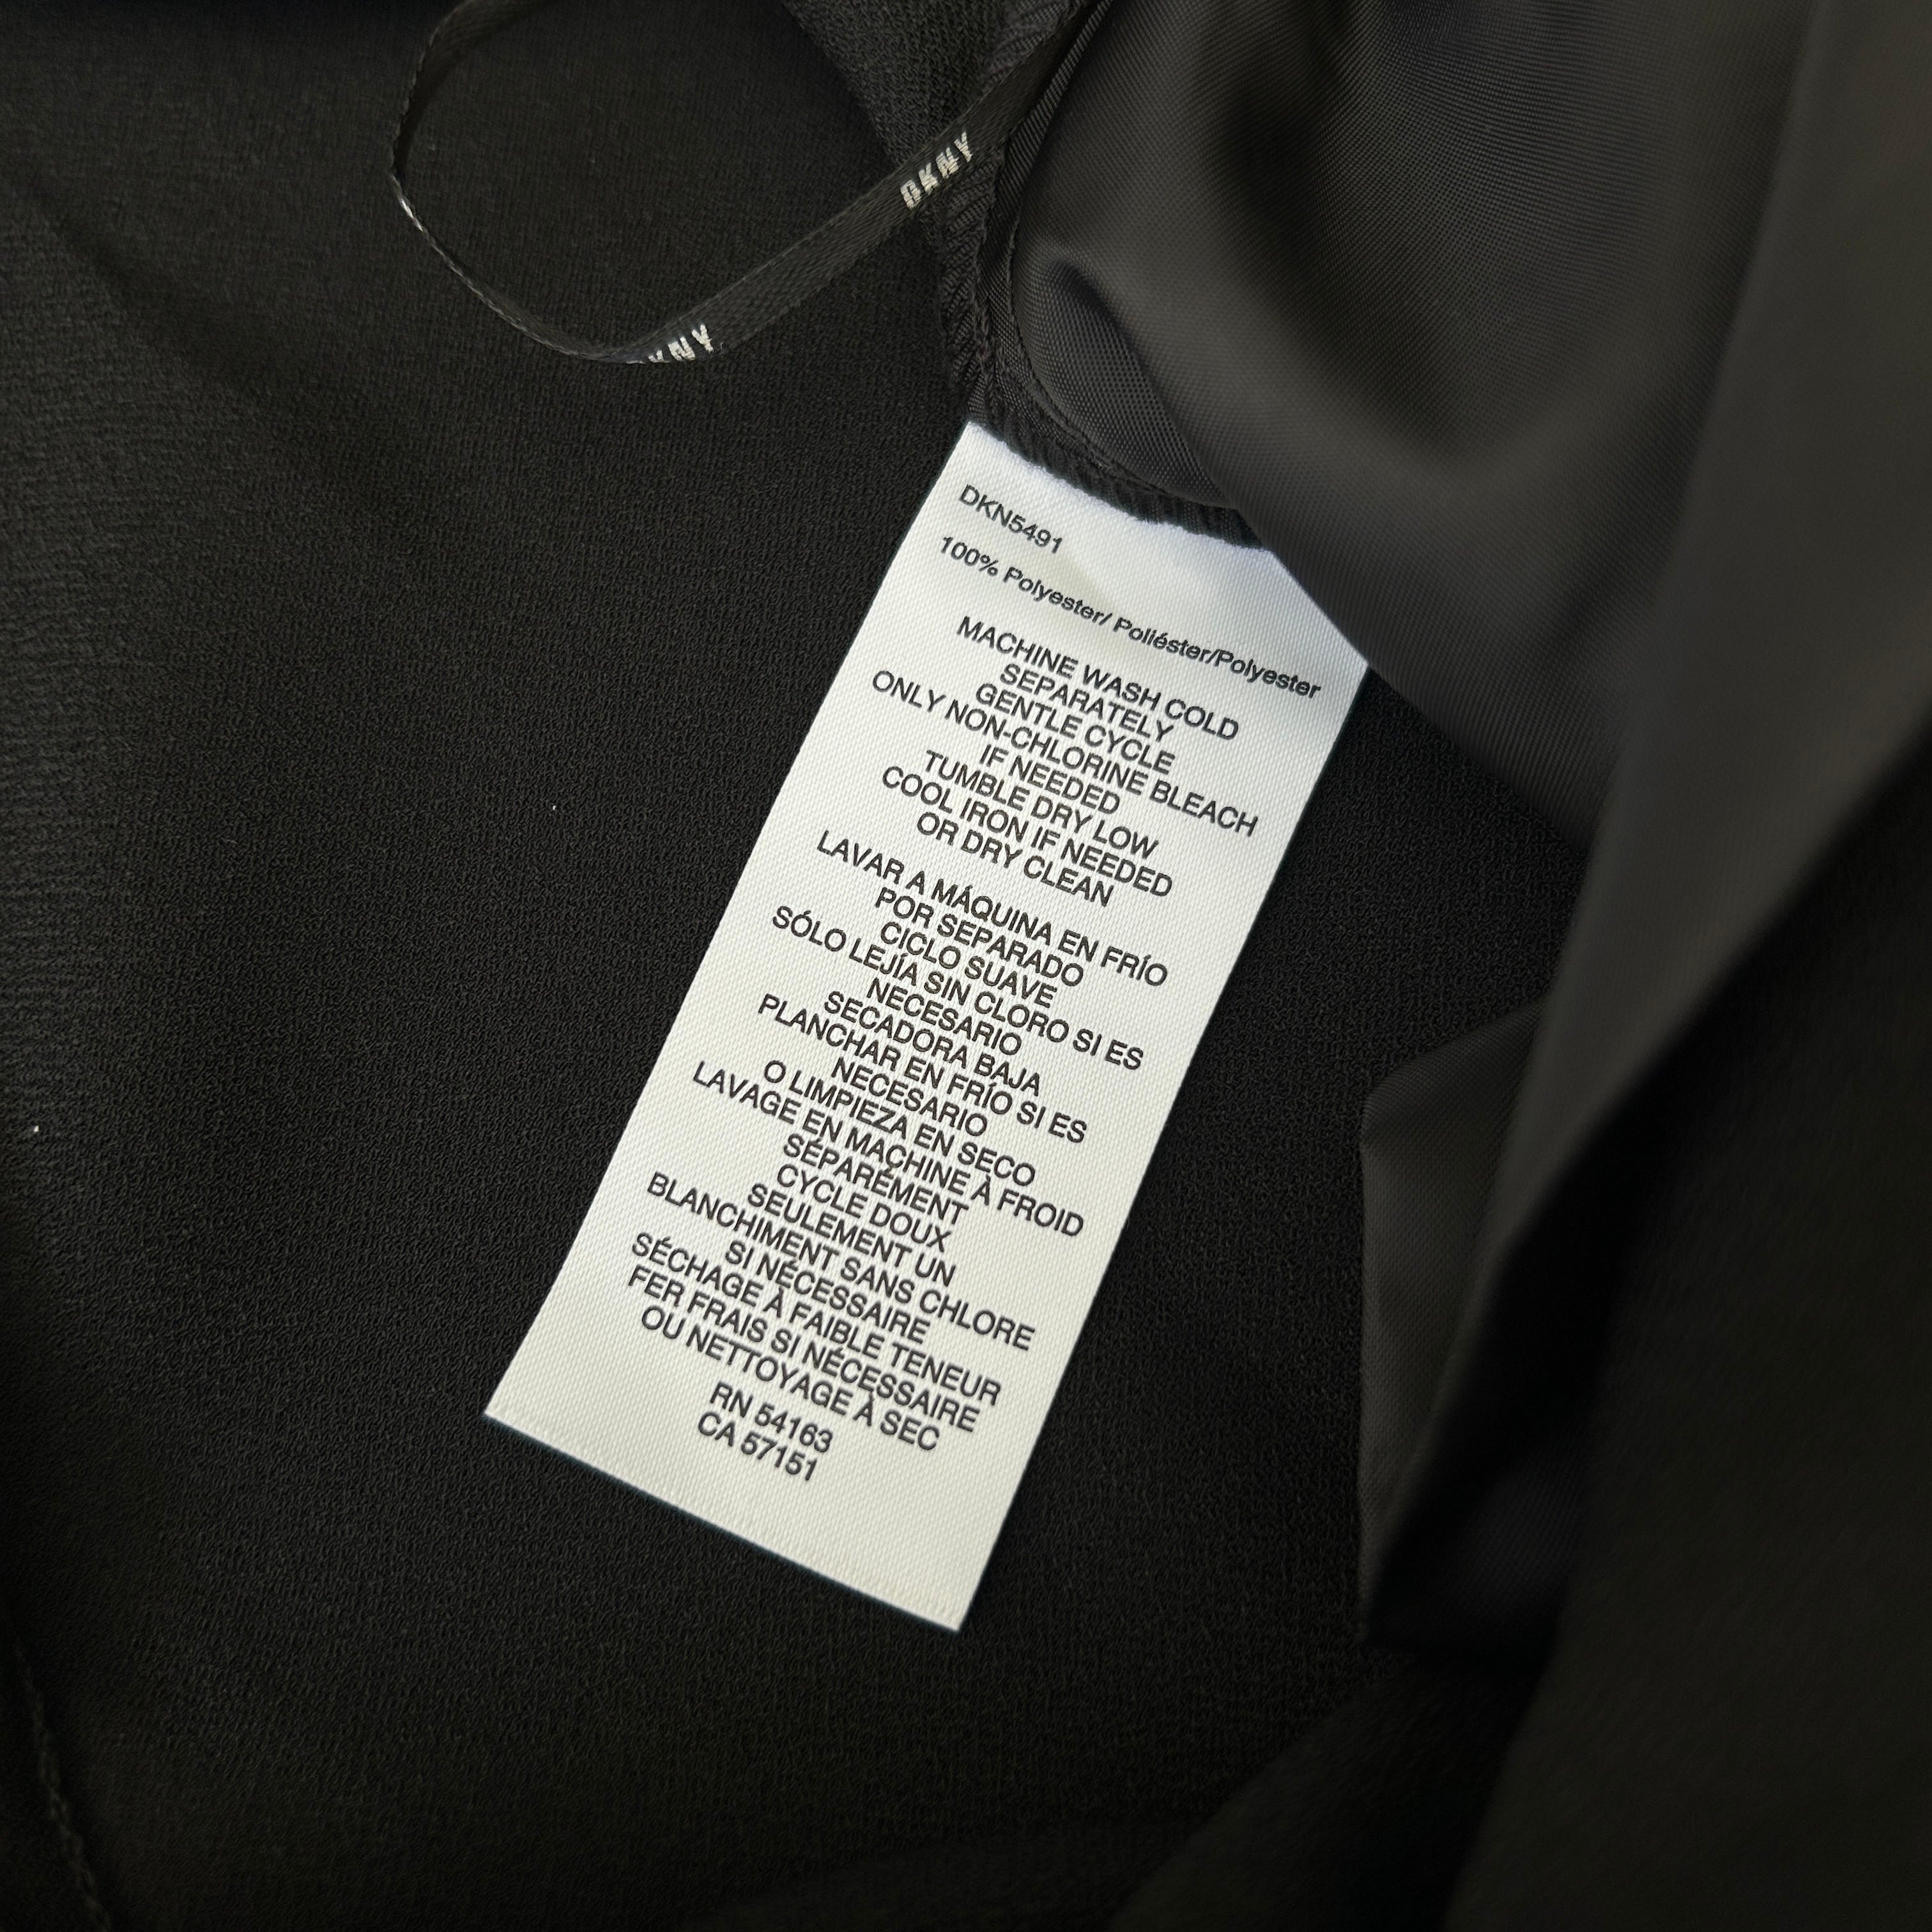 DKNY
KNY
DKN5491
100% Polyester/ Poliéster/Polyester
MACHINE WASH COLD
SEPARATELY
GENTLE CYCLE
ONLY NON-CHLORINE BLEACH
IF NEEDED
TUMBLE DRY LOW
COOL IRON IF NEEDED
OR DRY CLEAN
LAVAR A MÁQUINA EN FRÍO
POR SEPARADO
CICLO SUAVE
SÓLO LEJÍA SIN CLORO SI ES
NECESARIO
SECADORA BAJA
PLANCHAR EN FRÍO SI ES
NECESARIO
O LIMPIEZA EN SECO
LAVAGE EN MACHINE À FROID
SÉPARÉMENT
CYCLE DOUX
SEULEMENT UN
BLANCHIMENT SANS CHLORE
SI NÉCESSAIRE
SÉCHAGE À FAIBLE TENEUR
FER FRAIS SI NÉCESSAIRE
OU NETTOYAGE À SEC
RN 54163
CA 57151